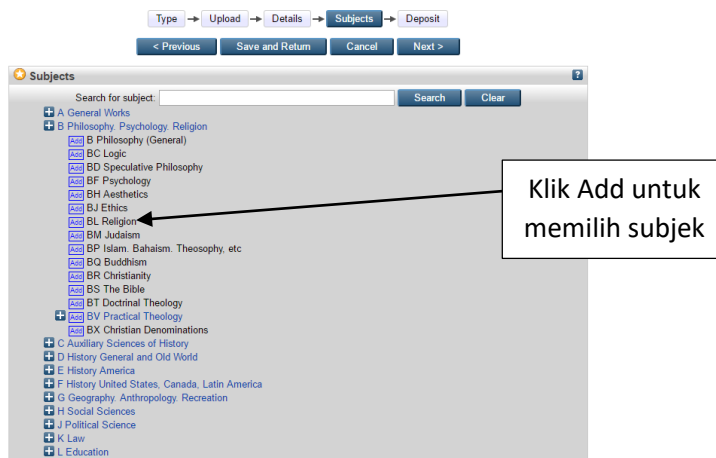 Type Upload Details Subjects Deposit
< Previous Save and Return Cancel Next >
Subjects ?
Search for subject: Search Clear
A General Works
B Philosophy. Psychology. Religion
Add B Philosophy (General)
Add BC Logic
Add BD Speculative Philosophy
Add BF Psychology
Add BH Aesthetics
Add BJ Ethics
Add BL Religion
Add BM Judaism
Add BP Islam. Bahaism. Theosophy, etc
Add BQ Buddhism
Add BR Christianity
Add BS The Bible
Add BT Doctrinal Theology
Add BV Practical Theology
Add BX Christian Denominations
C Auxiliary Sciences of History
D History General and Old World
E History America
F History United States, Canada, Latin America
G Geography. Anthropology. Recreation
H Social Sciences
J Political Science
K Law
L Education
Klik Add untuk
memilih subjek